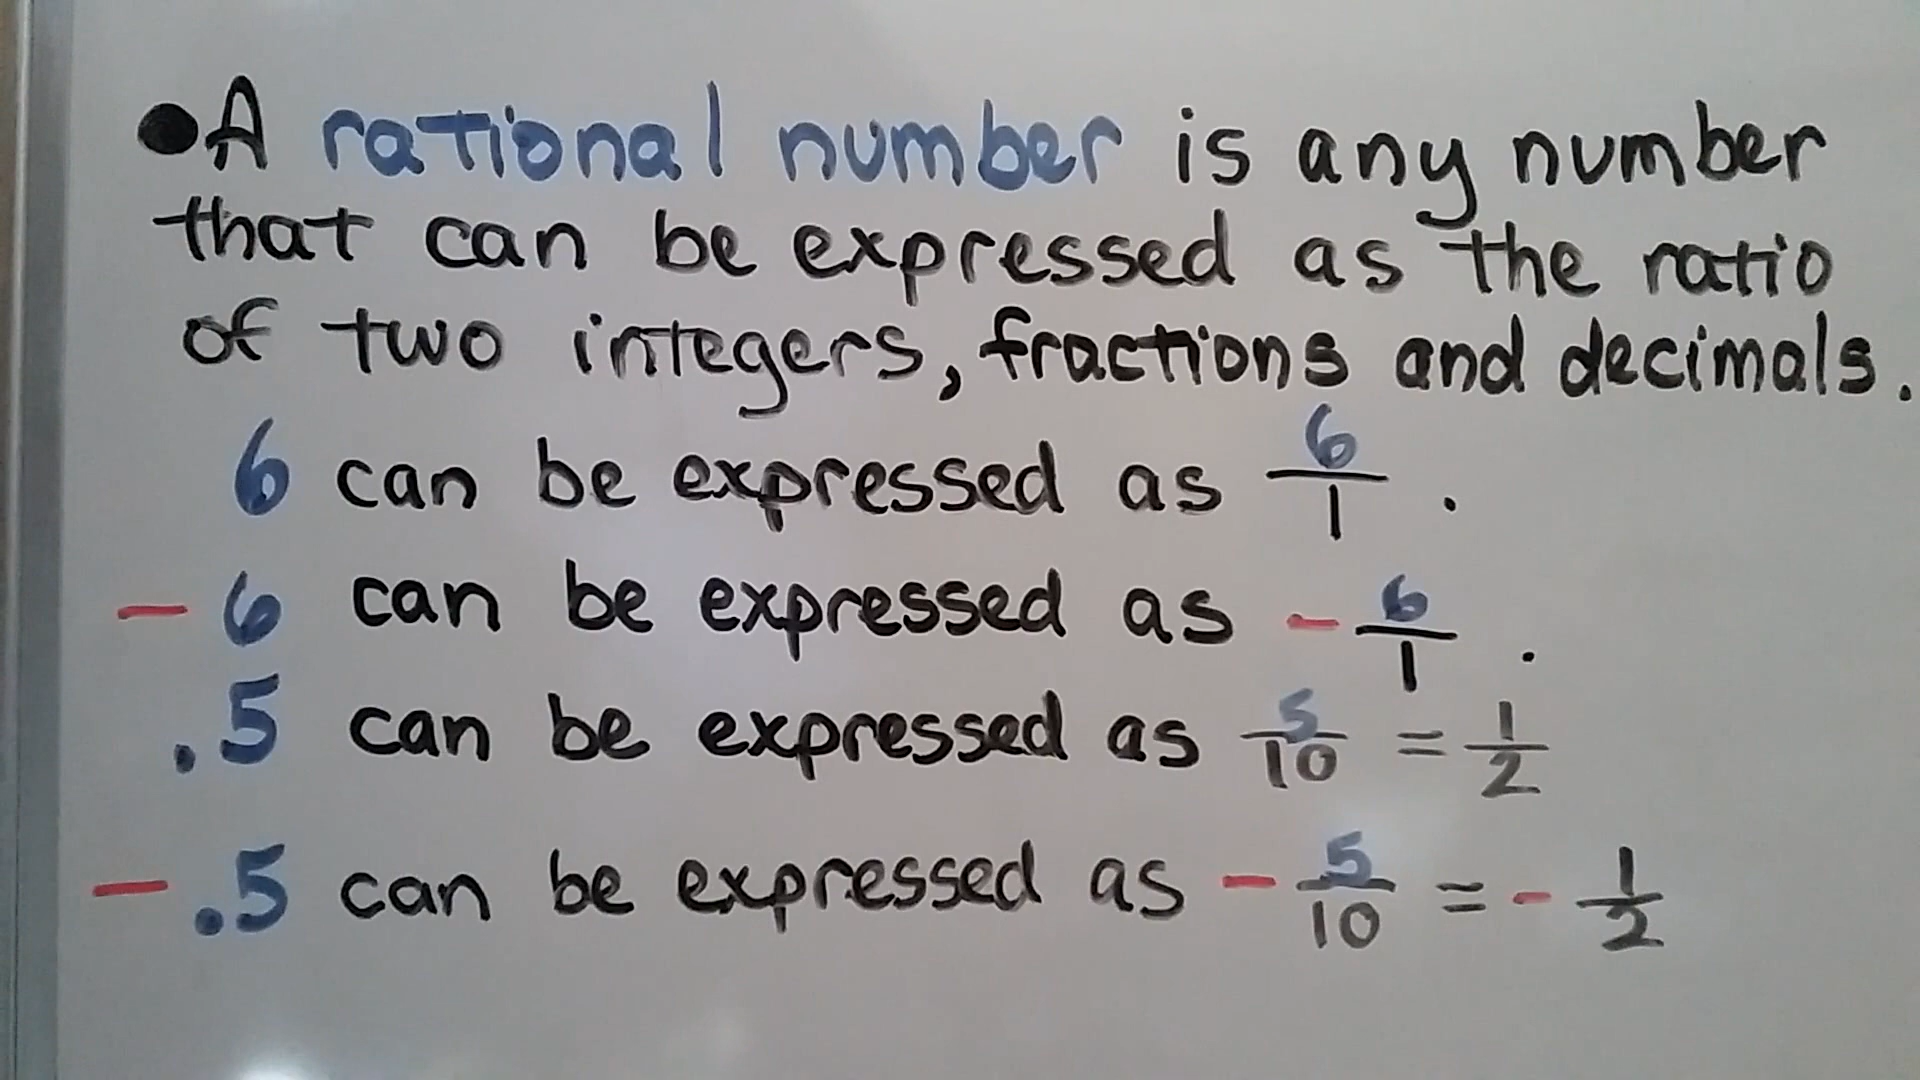 ●A rational number is any number
that can be expressed as the ratio
of two integers, fractions and decimals.
6 can be expressed as 6/1 .
- 6 can be expressed as - 6/1 .
.5 can be expressed as 5/10 = 1/2
- .5 can be expressed as - 5/10 = - 1/2